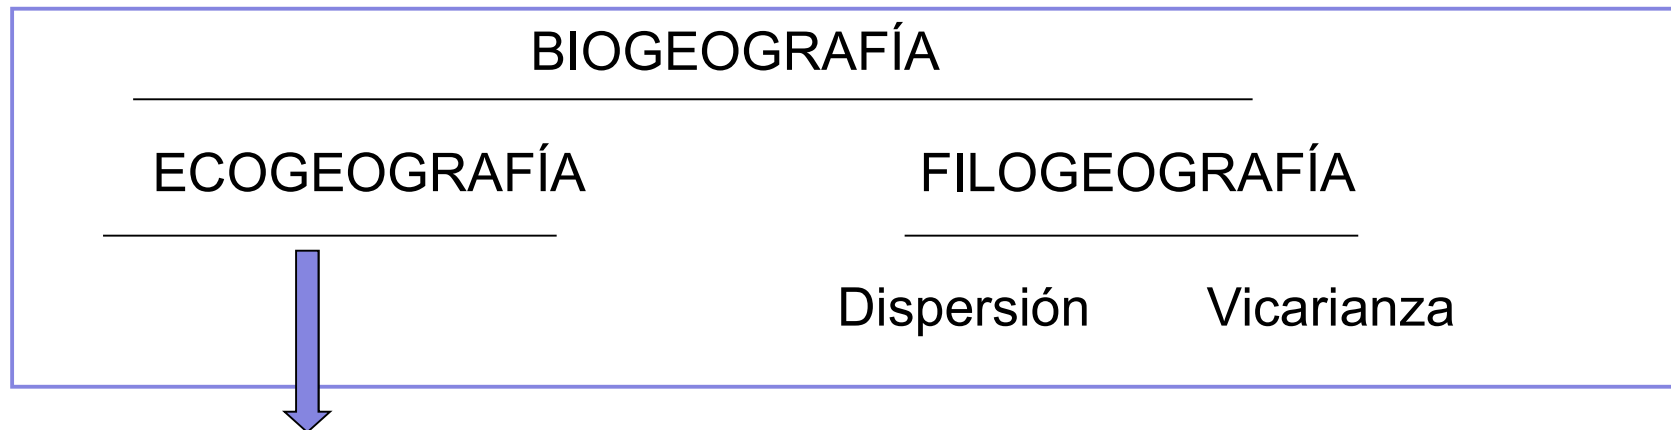 BIOGEOGRAFÍA
ECOGEOGRAFÍA FILOGEOGRAFÍA
Dispersión Vicarianza